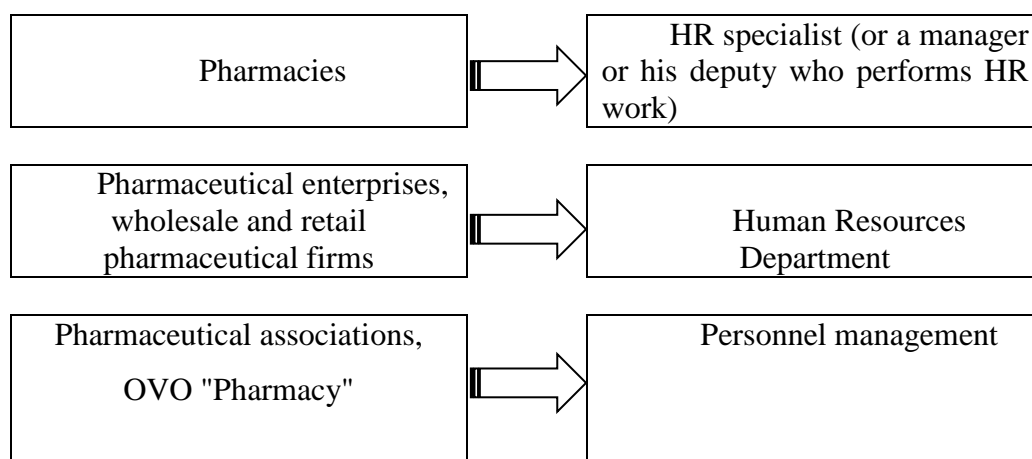 Pharmacies
HR specialist (or a manager
or his deputy who performs HR
work)
Pharmaceutical enterprises,
wholesale and retail
pharmaceutical firms
Human Resources
Department
Pharmaceutical associations,
OVO "Pharmacy"
Personnel management